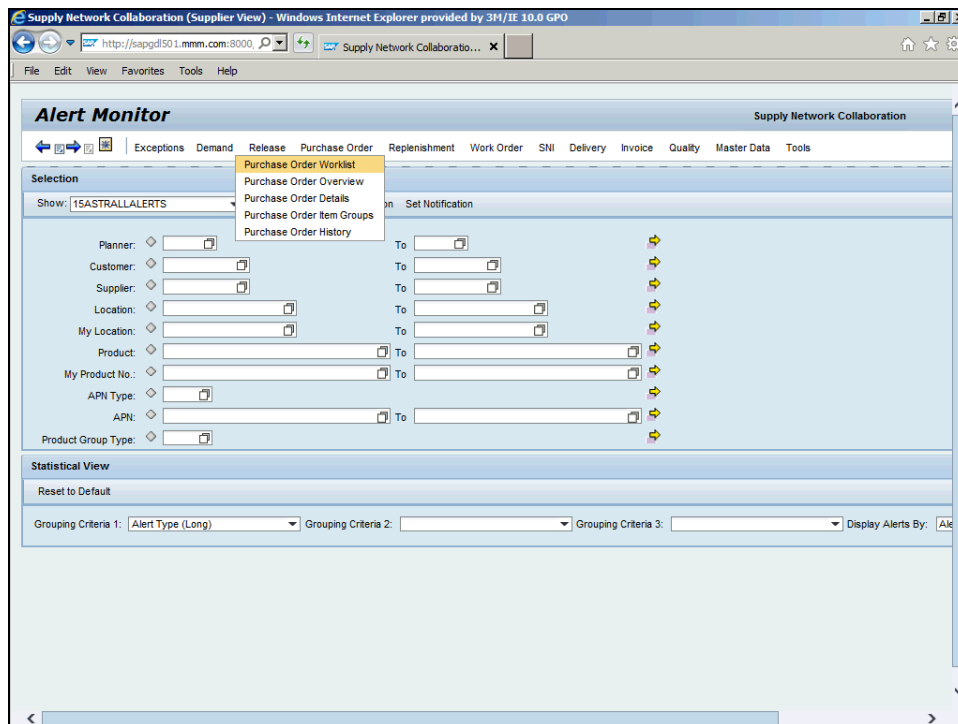 Supply Network Collaboration (Supplier View) - Windows Internet Explorer provided by 3M/IE 10.0 GPO
http://sapgdl501.mmm.com:8000, Supply Network Collaboratio...
File Edit View Favorites Tools Help
Alert Monitor Supply Network Collaboration
Exceptions Demand Release Purchase Order Replenishment Work Order SNI Delivery Invoice Quality Master Data Tools
Purchase Order Worklist
Selection
Purchase Order Overview
Purchase Order Details
Show: 15ASTRALLALERTS on Set Notification
Purchase Order Item Groups
Purchase Order History
Planner: To
Customer: To
Supplier: To
Location: To
My Location: To
Product: To
My Product No.: To
APN Type:
APN: To
Product Group Type:
Statistical View
Reset to Default
Grouping Criteria 1: Alert Type (Long) Grouping Criteria 2: Grouping Criteria 3: Display Alerts By: Ale